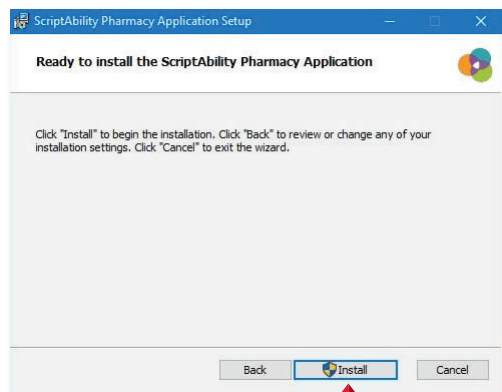 ScriptAbility Pharmacy Application Setup
Ready to install the ScriptAbility Pharmacy Application
Click "Install" to begin the installation. Click "Back" to review or change any of your
installation settings. Click "Cancel" to exit the wizard.
Back Install Cancel